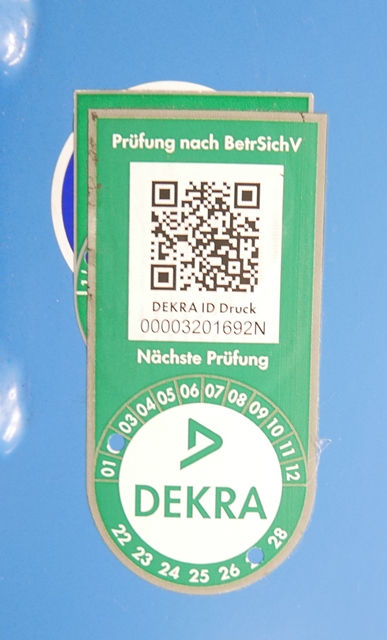 Prüfung nach BetrSichV
DEKRA ID Druck
00003201692N
Nächste Prüfung
01 03 04 05 06 07 08 09 10 11 12
DEKRA
22 23 24 25 26 28